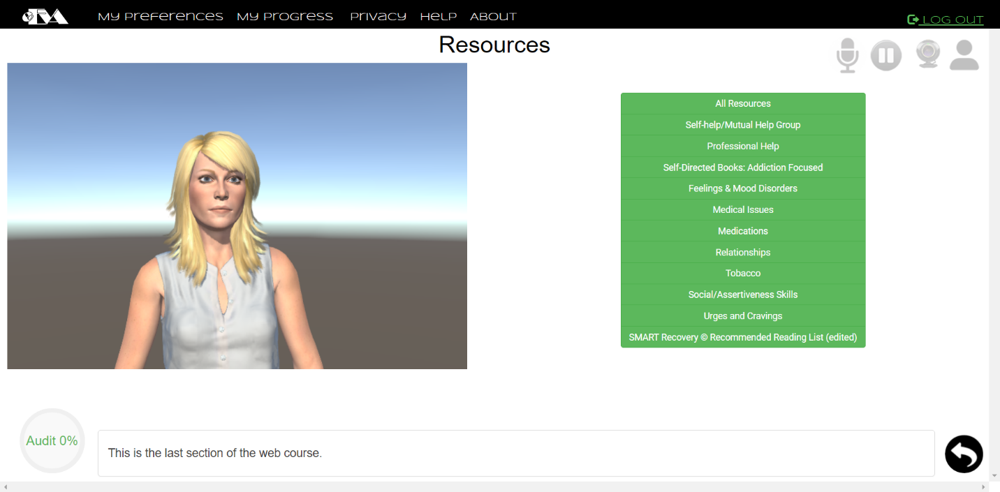 My Preferences My Progress Privacy Help About
LOG OUT
Resources
All Resources
Self-help/Mutual Help Group
Professional Help
Self-Directed Books: Addiction Focused
Feelings & Mood Disorders
Medical Issues
Medications
Relationships
Tobacco
Social/Assertiveness Skills
Urges and Cravings
SMART Recovery © Recommended Reading List (edited)
Audit 0%
This is the last section of the web course.